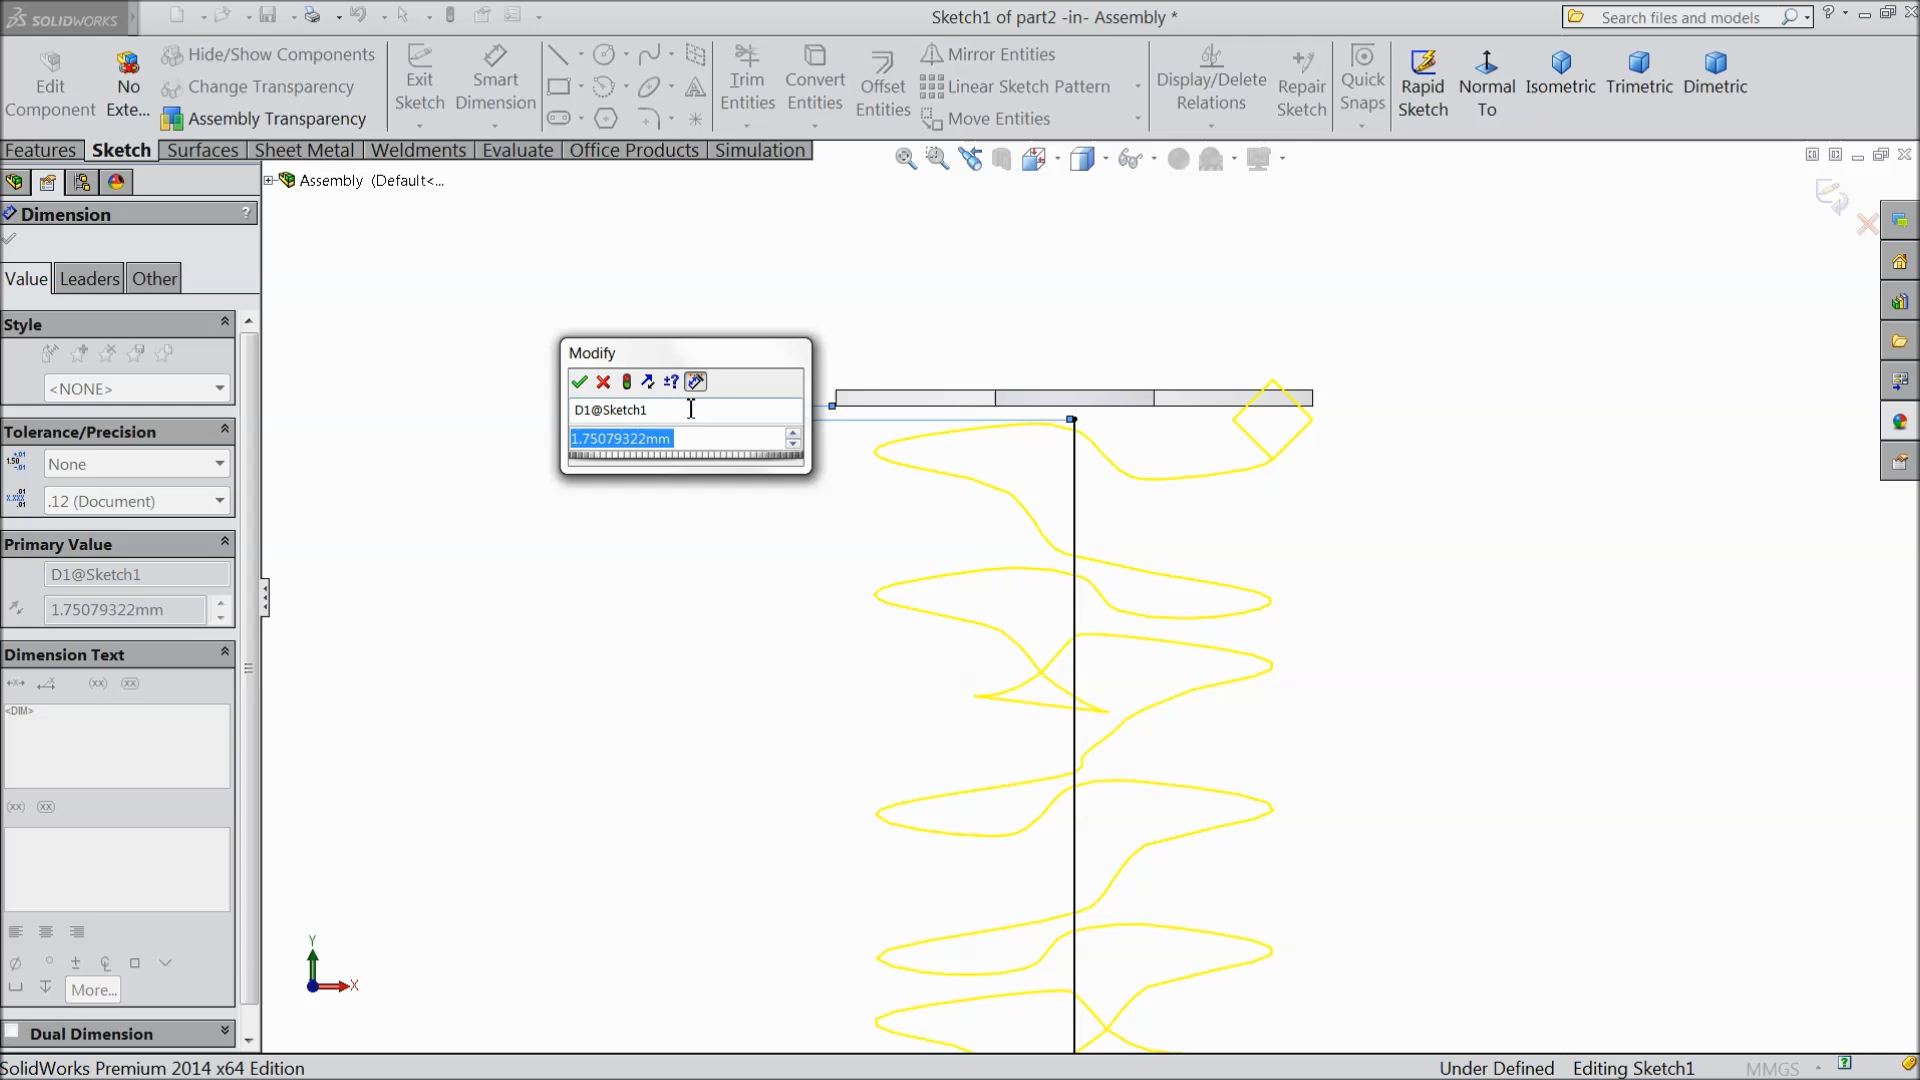 SOLIDWORKS
Sketch1 of part2 -in- Assembly *
Search files and models
?
Edit Component
No Exte...
Hide/Show Components
Change Transparency
Assembly Transparency
Exit Sketch
Smart Dimension
Trim Entities
Convert Entities
Offset Entities
Mirror Entities
Linear Sketch Pattern
Move Entities
Display/Delete Relations
Repair Sketch
Quick Snaps
Rapid Sketch
Normal To
Isometric
Trimetric
Dimetric
Features
Sketch
Surfaces
Sheet Metal
Weldments
Evaluate
Office Products
Simulation
Assembly (Default<...
Dimension
?
Value
Leaders
Other
Style
<NONE>
Tolerance/Precision
None
.12 (Document)
Primary Value
D1@Sketch1
1.75079322mm
Dimension Text
(xx)
(xx)
<DIM>
(xx)
(xx)
More...
Dual Dimension
Modify
±?
D1@Sketch1
1.75079322mm
Y
X
SolidWorks Premium 2014 x64 Edition
Under Defined
Editing Sketch1
MMGS
?